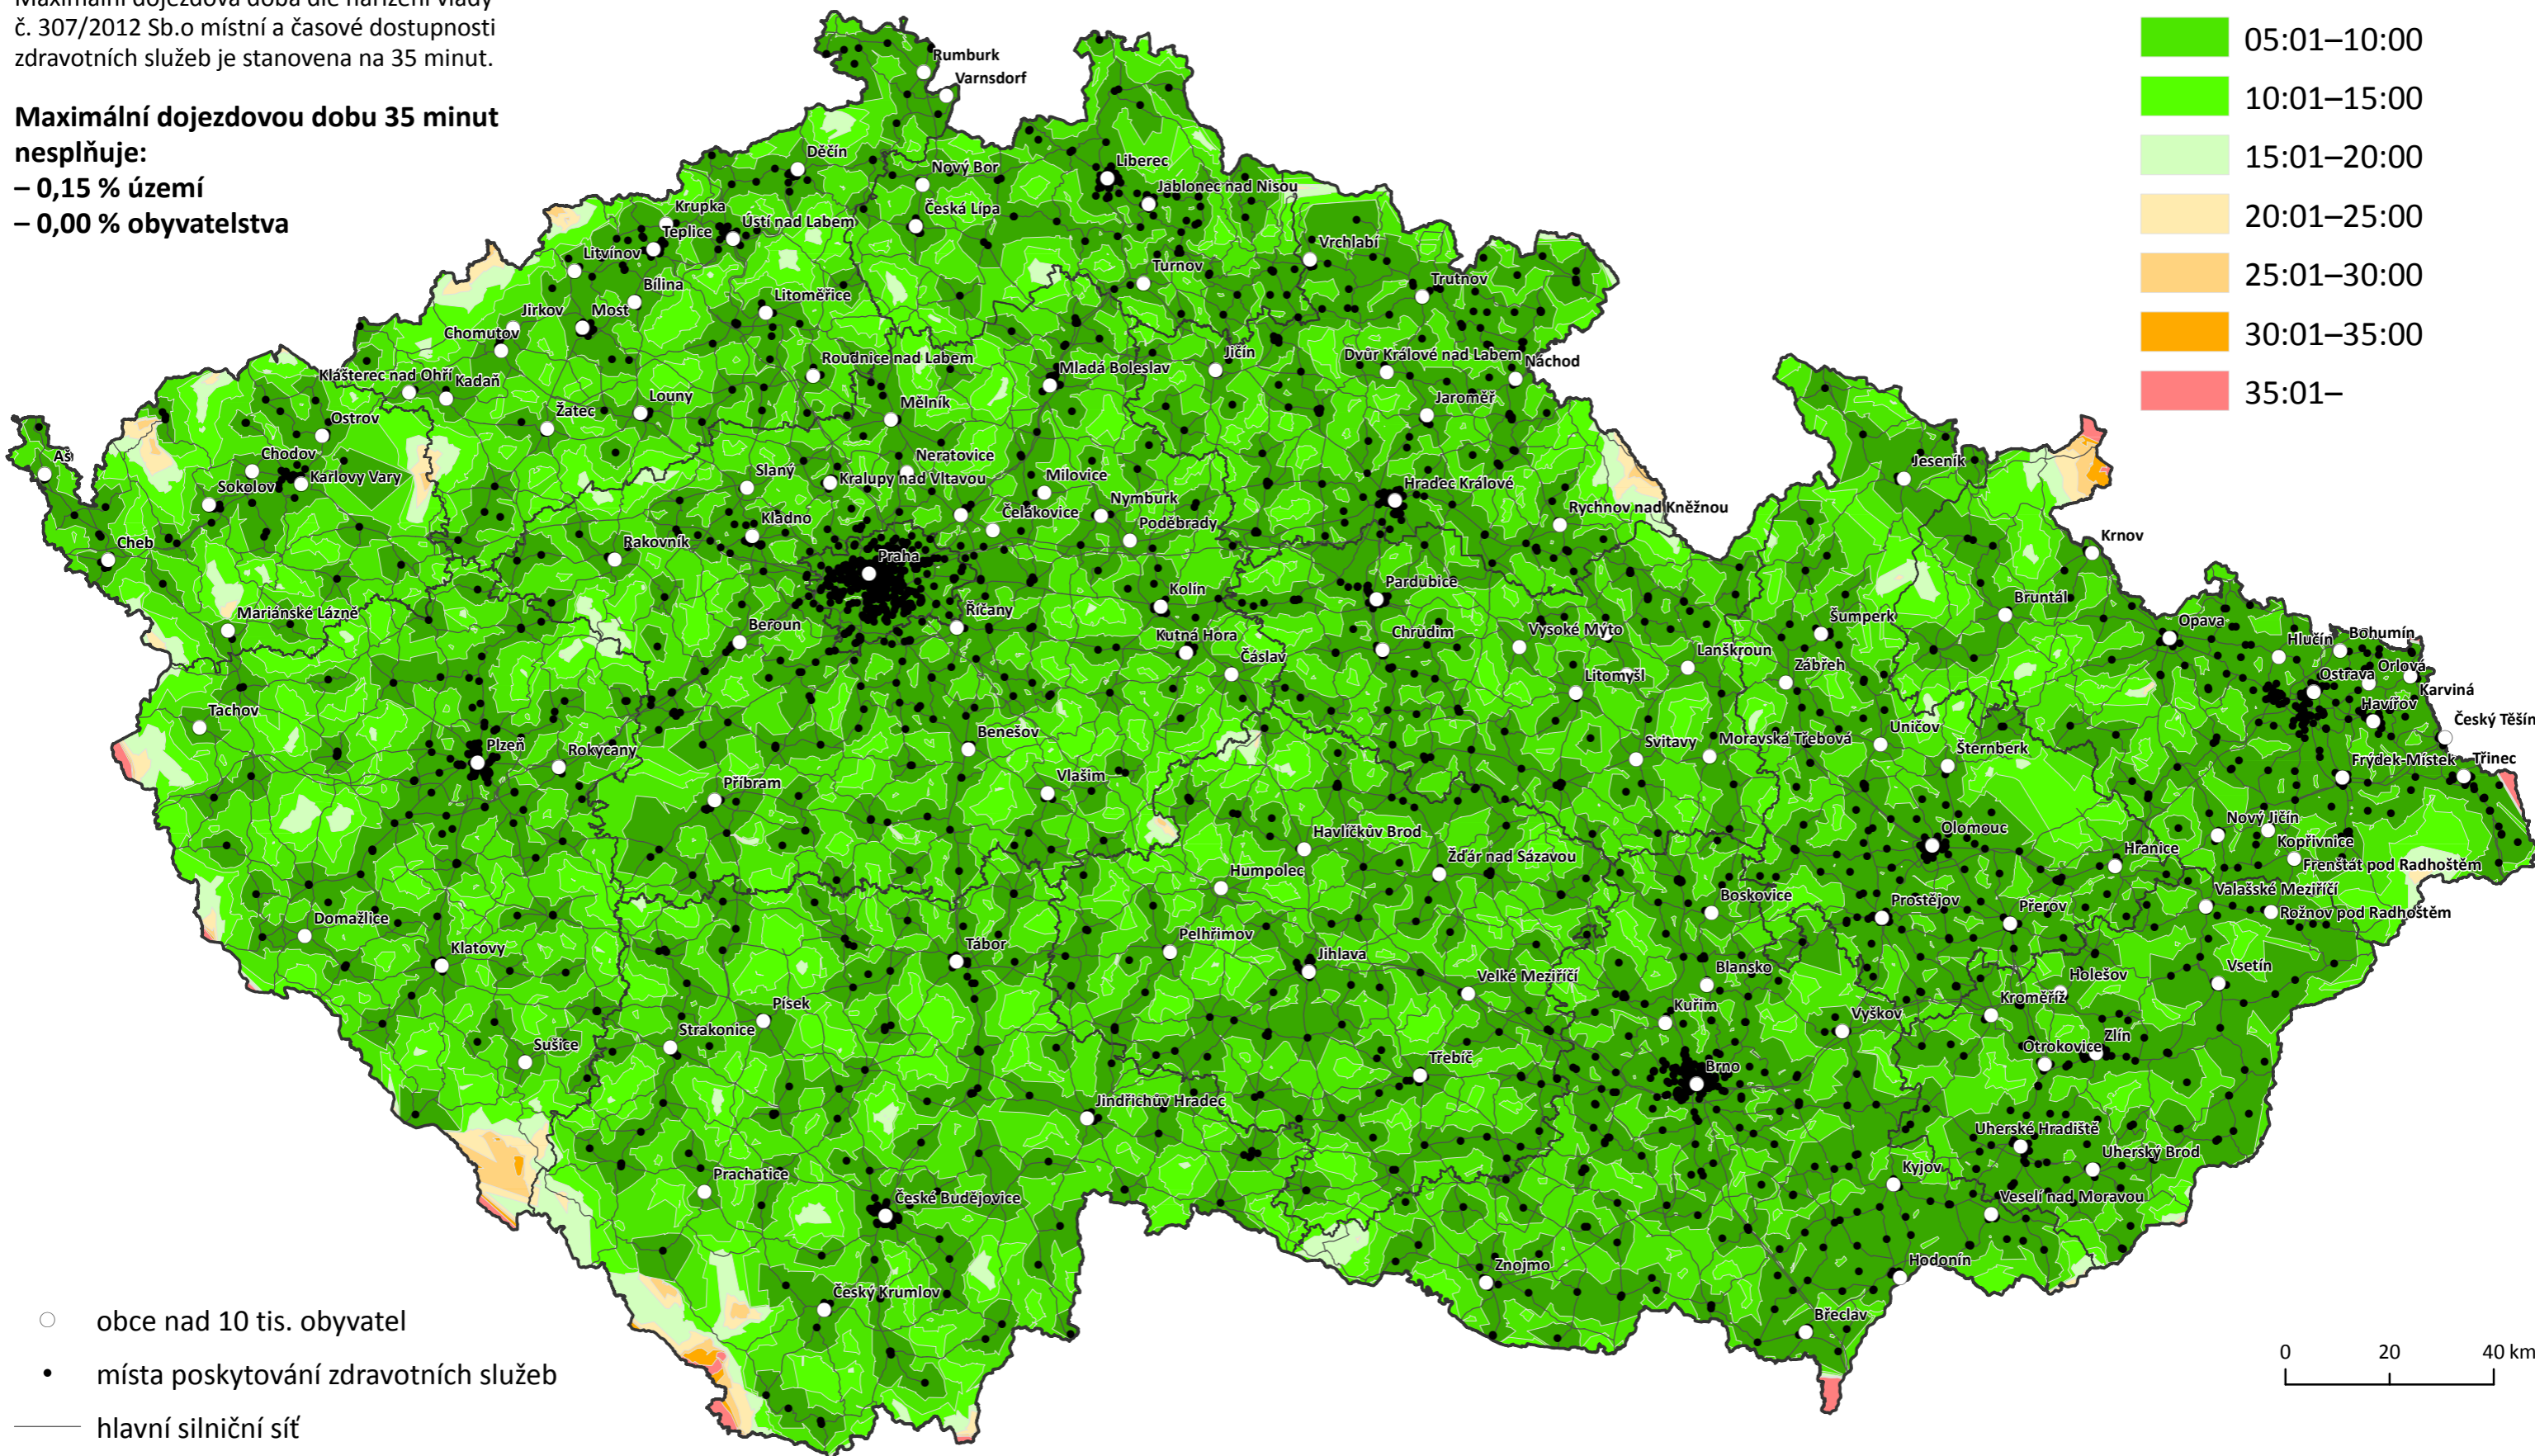 Maximální dojezdová doba dle nařízení vlády
č. 307/2012 Sb.o místní a časové dostupnosti
zdravotních služeb je stanovena na 35 minut.
Maximální dojezdovou dobu 35 minut
nesplňuje:
– 0,15 % území
– 0,00 % obyvatelstva
05:01–10:00
10:01–15:00
15:01–20:00
20:01–25:00
25:01–30:00
30:01–35:00
35:01–
Rumburk
Varnsdorf
Děčín
Nový Bor
Liberec
Jablonec nad Nisou
Krupka
Ústí nad Labem
Česká Lípa
Teplice
Litvínov
Vrchlabí
Turnov
Trutnov
Bílina
Litoměřice
Jirkov
Most
Chomutov
Roudnice nad Labem
Jičín
Dvůr Králové nad Labem
Náchod
Mladá Boleslav
Klášterec nad Ohří
Kadaň
Louny
Mělník
Jaroměř
Žatec
Ostrov
Aš
Chodov
Karlovy Vary
Sokolov
Neratovice
Slaný
Kralupy nad Vltavou
Milovice
Nymburk
Hradec Králové
Rychnov nad Kněžnou
Jeseník
Čelákovice
Poděbrady
Kladno
Krnov
Cheb
Rakovník
Praha
Kolín
Pardubice
Bruntál
Mariánské Lázně
Říčany
Beroun
Kutná Hora
Chrudim
Vysoké Mýto
Šumperk
Opava
Hlučín
Bohumín
Čáslav
Lanškroun
Zábřeh
Litomyšl
Orlová
Ostrava
Karviná
Havířov
Český Těšín
Tachov
Plzeň
Rokycany
Benešov
Svitavy
Moravská Třebová
Uničov
Šternberk
Frýdek-Místek
Třinec
Vlašim
Příbram
Havlíčkův Brod
Olomouc
Nový Jičín
Kopřivnice
Hranice
Frenštát pod Radhoštěm
Humpolec
Žďár nad Sázavou
Boskovice
Prostějov
Přerov
Valašské Meziříčí
Rožnov pod Radhoštěm
Domažlice
Klatovy
Tábor
Pelhřimov
Jihlava
Velké Meziříčí
Blansko
Holešov
Vsetín
Písek
Kuřim
Kroměříž
Vyškov
Strakonice
Sušice
Třebíč
Brno
Otrokovice
Zlín
Jindřichův Hradec
Uherské Hradiště
Uherský Brod
Prachatice
Kyjov
České Budějovice
Veselí nad Moravou
Znojmo
Hodonín
Český Krumlov
Břeclav
obce nad 10 tis. obyvatel
místa poskytování zdravotních služeb
hlavní silniční síť
0 20 40 km